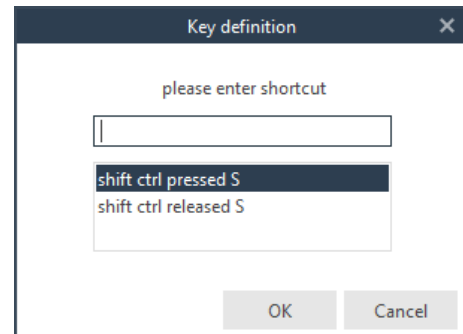 Key definition
please enter shortcut
shift ctrl pressed S
shift ctrl released S
OK Cancel